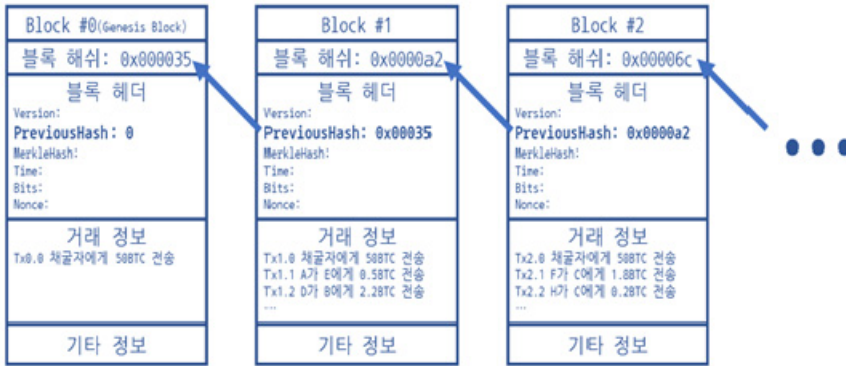 Block #0(Genesis Block)
블록 해쉬: 0x000035
블록 헤더
Version:
PreviousHash: 0
MerkleHash:
Time:
Bits:
Nonce:
거래 정보
Tx0.0 채굴자에게 50BTC 전송
기타 정보
Block #1
블록 해쉬: 0x0000a2
블록 헤더
Version:
PreviousHash: 0x00035
MerkleHash:
Time:
Bits:
Nonce:
거래 정보
Tx1.0 채굴자에게 50BTC 전송
Tx1.1 A가 E에게 0.5BTC 전송
Tx1.2 D가 B에게 2.2BTC 전송
...
기타 정보
Block #2
블록 해쉬: 0x00006c
블록 헤더
Version:
PreviousHash: 0x0000a2
MerkleHash:
Time:
Bits:
Nonce:
거래 정보
Tx2.0 채굴자에게 50BTC 전송
Tx2.1 F가 C에게 1.8BTC 전송
Tx2.2 H가 C에게 0.2BTC 전송
...
기타 정보